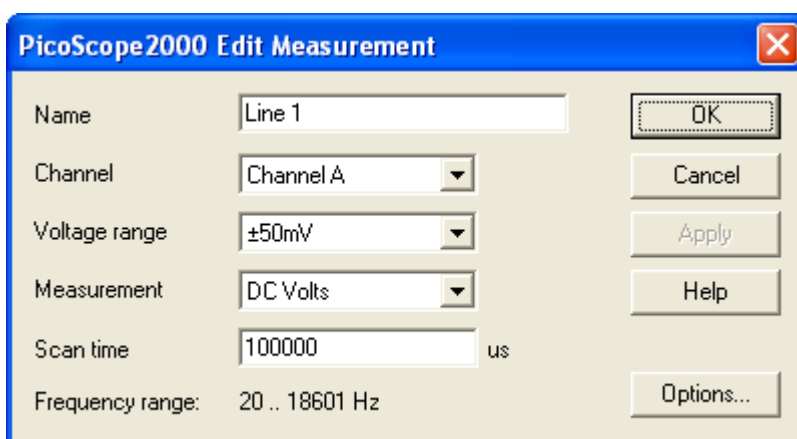 PicoScope2000 Edit Measurement
Name Line 1 OK
Channel Channel A Cancel
Voltage range ±50mV Apply
Measurement DC Volts Help
Scan time 100000 us
Frequency range: 20 .. 18601 Hz Options...